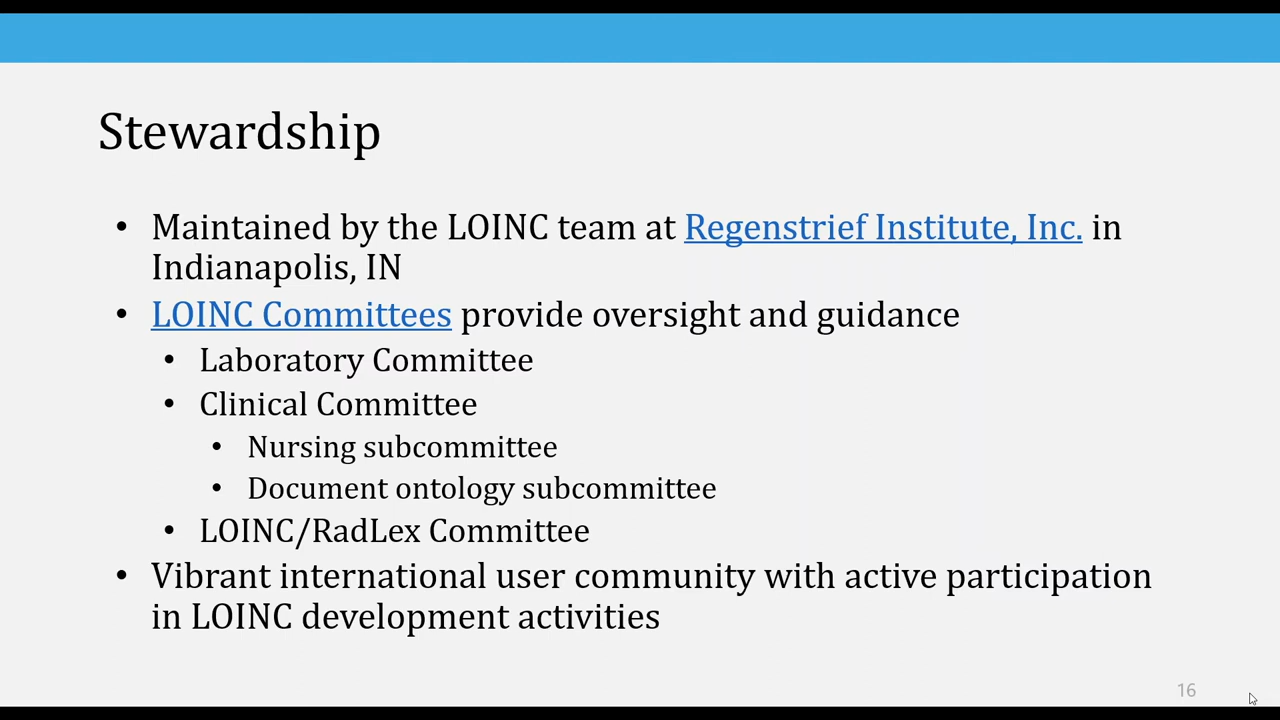 Stewardship
• Maintained by the LOINC team at Regenstrief Institute, Inc. in
Indianapolis, IN
• LOINC Committees provide oversight and guidance
• Laboratory Committee
• Clinical Committee
• Nursing subcommittee
• Document ontology subcommittee
• LOINC/RadLex Committee
• Vibrant international user community with active participation
in LOINC development activities
16